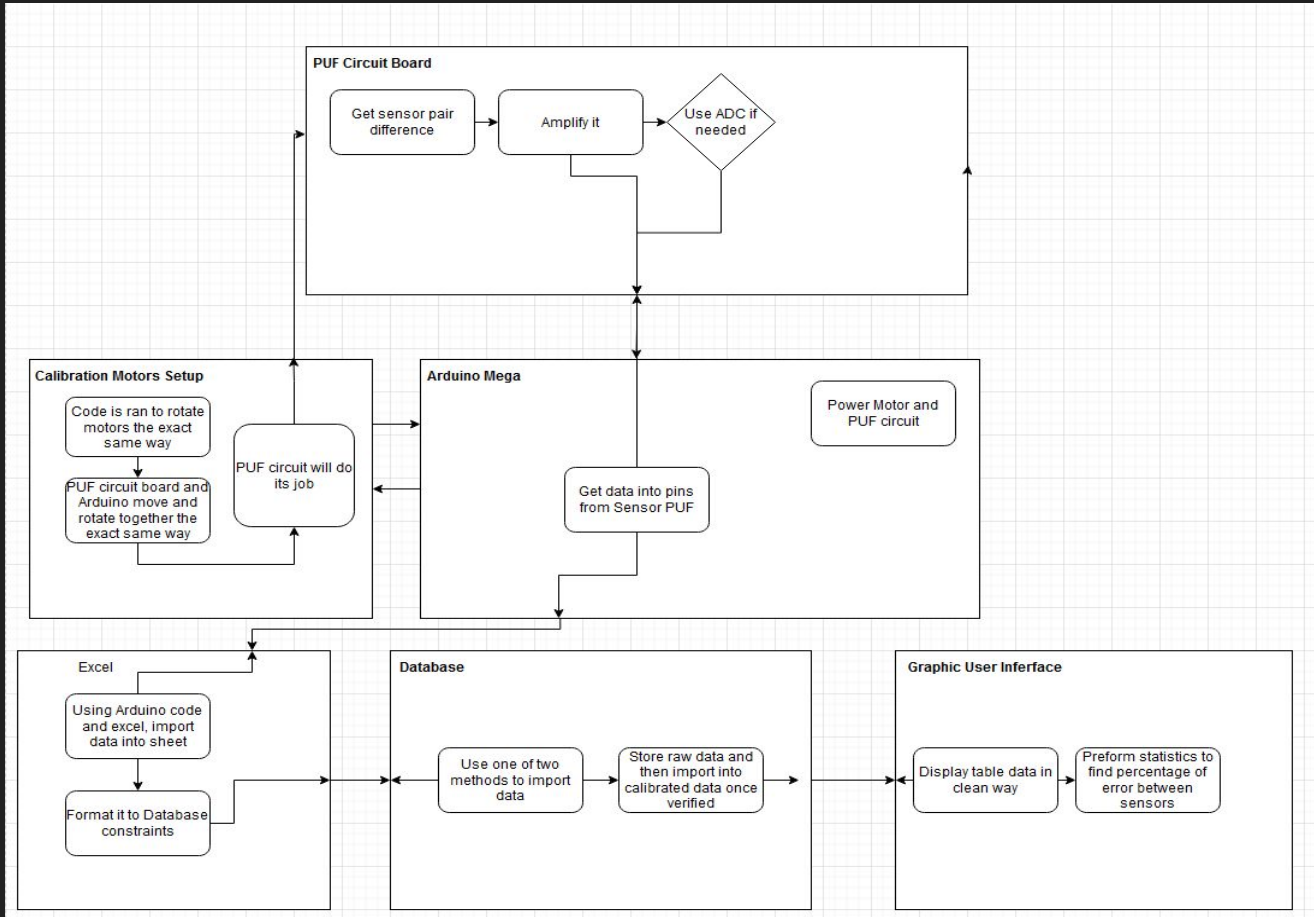 PUF Circuit Board
Get sensor pair
difference
Amplify it
Use ADC if
needed
Calibration Motors Setup
Code is ran to rotate
motors the exact
same way
PUF circuit board and
Arduino move and
rotate together the
exact same way
PUF circuit will do
its job
Arduino Mega
Power Motor and
PUF circuit
Get data into pins
from Sensor PUF
Excel
Using Arduino code
and excel, import
data into sheet
Format it to Database
constraints
Database
Use one of two
methods to import
data
Store raw data and
then import into
calibrated data once
verified
Graphic User Inferface
Display table data in
clean way
Preform statistics to
find percentage of
error between
sensors